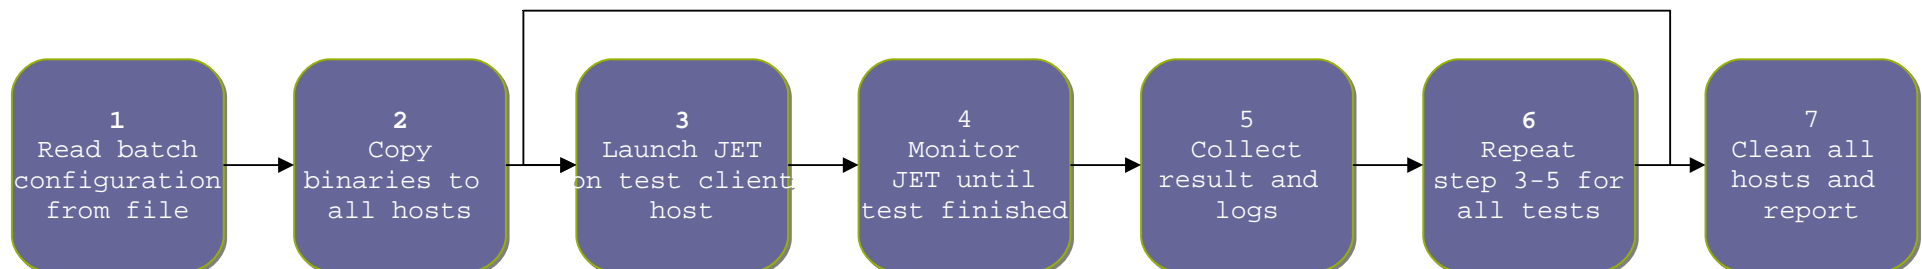 1
Read batch
configuration
from file
2
Copy
binaries to
all hosts
3
Launch JET
on test client
host
4
Monitor
JET until
test finished
5
Collect
result and
logs
6
Repeat
step 3-5 for
all tests
7
Clean all
hosts and
report